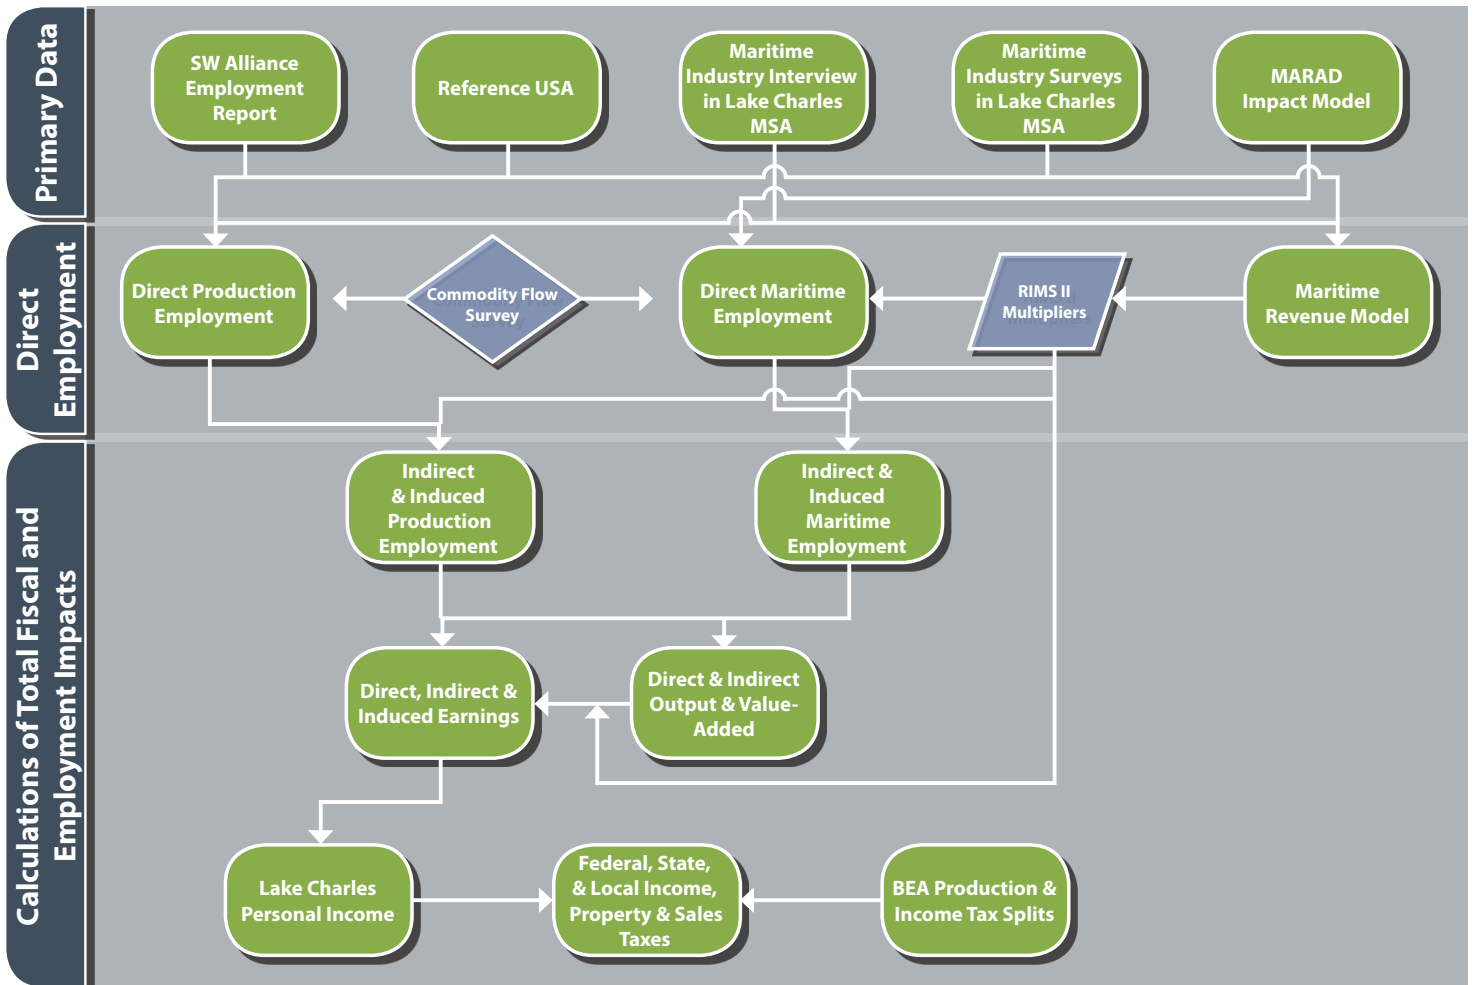 Primary Data
SW Alliance
Employment
Report
Reference USA
Maritime
Industry Interview
in Lake Charles
MSA
Maritime
Industry Surveys
in Lake Charles
MSA
MARAD
Impact Model
Direct
Employment
Direct Production
Employment
Commodity Flow
Survey
Direct Maritime
Employment
RIMS II
Multipliers
Maritime
Revenue Model
Calculations of Total Fiscal and
Employment Impacts
Indirect
& Induced
Production
Employment
Indirect &
Induced
Maritime
Employment
Direct, Indirect &
Induced Earnings
Direct & Indirect
Output & Value-
Added
Lake Charles
Personal Income
Federal, State,
& Local Income,
Property & Sales
Taxes
BEA Production &
Income Tax Splits